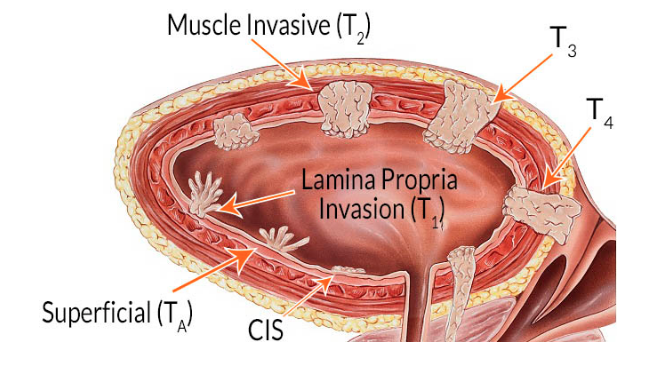 Muscle Invasive (T2)
T3
T4
Lamina Propria
Invasion (T1)
Superficial (TA)
CIS